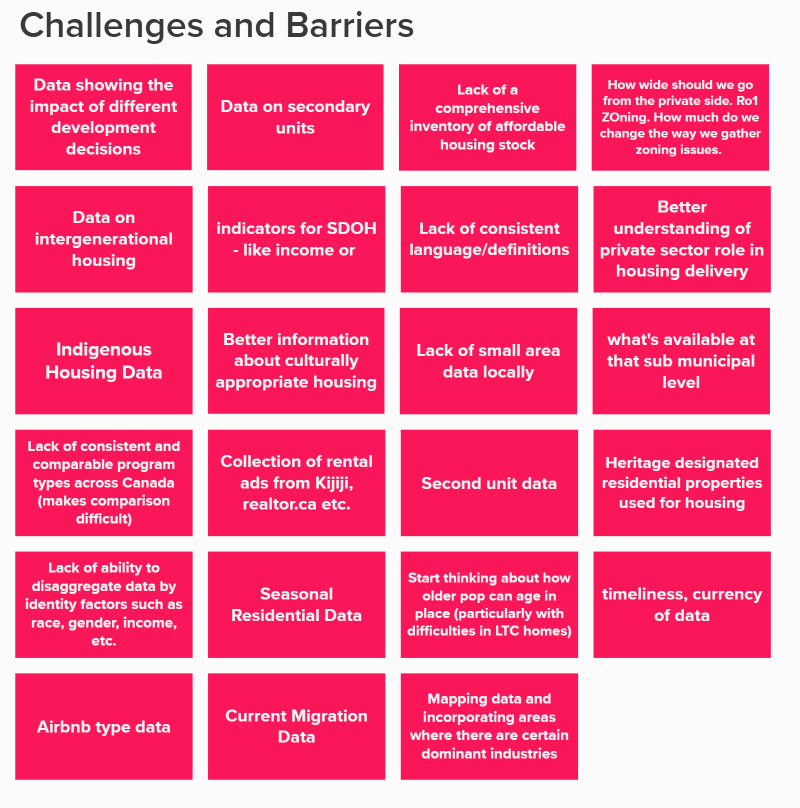 Challenges and Barriers
Data showing the
impact of different
development
decisions
Data on secondary
units
Lack of a
comprehensive
inventory of affordable
housing stock
How wide should we go
from the private side. Ro1
ZOning. How much do we
change the way we gather
zoning issues.
Data on
intergenerational
housing
indicators for SDOH
- like income or
Lack of consistent
language/definitions
Better
understanding of
private sector role in
housing delivery
Indigenous
Housing Data
Better information
about culturally
appropriate housing
Lack of small area
data locally
what's available at
that sub municipal
level
Lack of consistent and
comparable program
types across Canada
(makes comparison
difficult)
Collection of rental
ads from Kijiji,
realtor.ca etc.
Second unit data
Heritage designated
residential properties
used for housing
Lack of ability to
disaggregate data by
identity factors such as
race, gender, income,
etc.
Seasonal
Residential Data
Start thinking about how
older pop can age in
place (particularly with
difficulties in LTC homes)
timeliness, currency
of data
Airbnb type data
Current Migration
Data
Mapping data and
incorporating areas
where there are certain
dominant industries